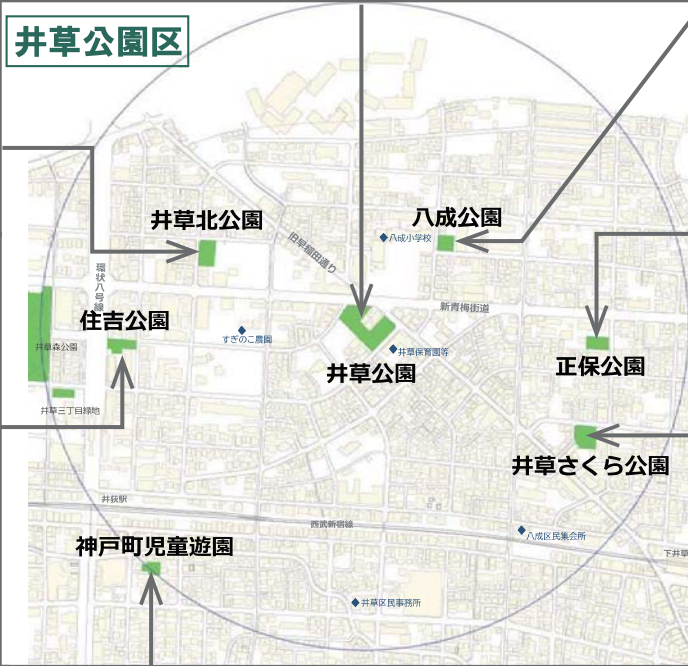 井草公園区
井草北公園
八成公園
◆八成小学校
旧早稲田通り
環状八号線
新青梅街道
住吉公園
すぎのこ農園
井草森公園
◆井草保育園等
井草公園
正保公園
井草三丁目緑地
井草さくら公園
井荻駅
西武新宿線
八成区民集会所
神戸町児童遊園
下井草
◆井草区民事務所